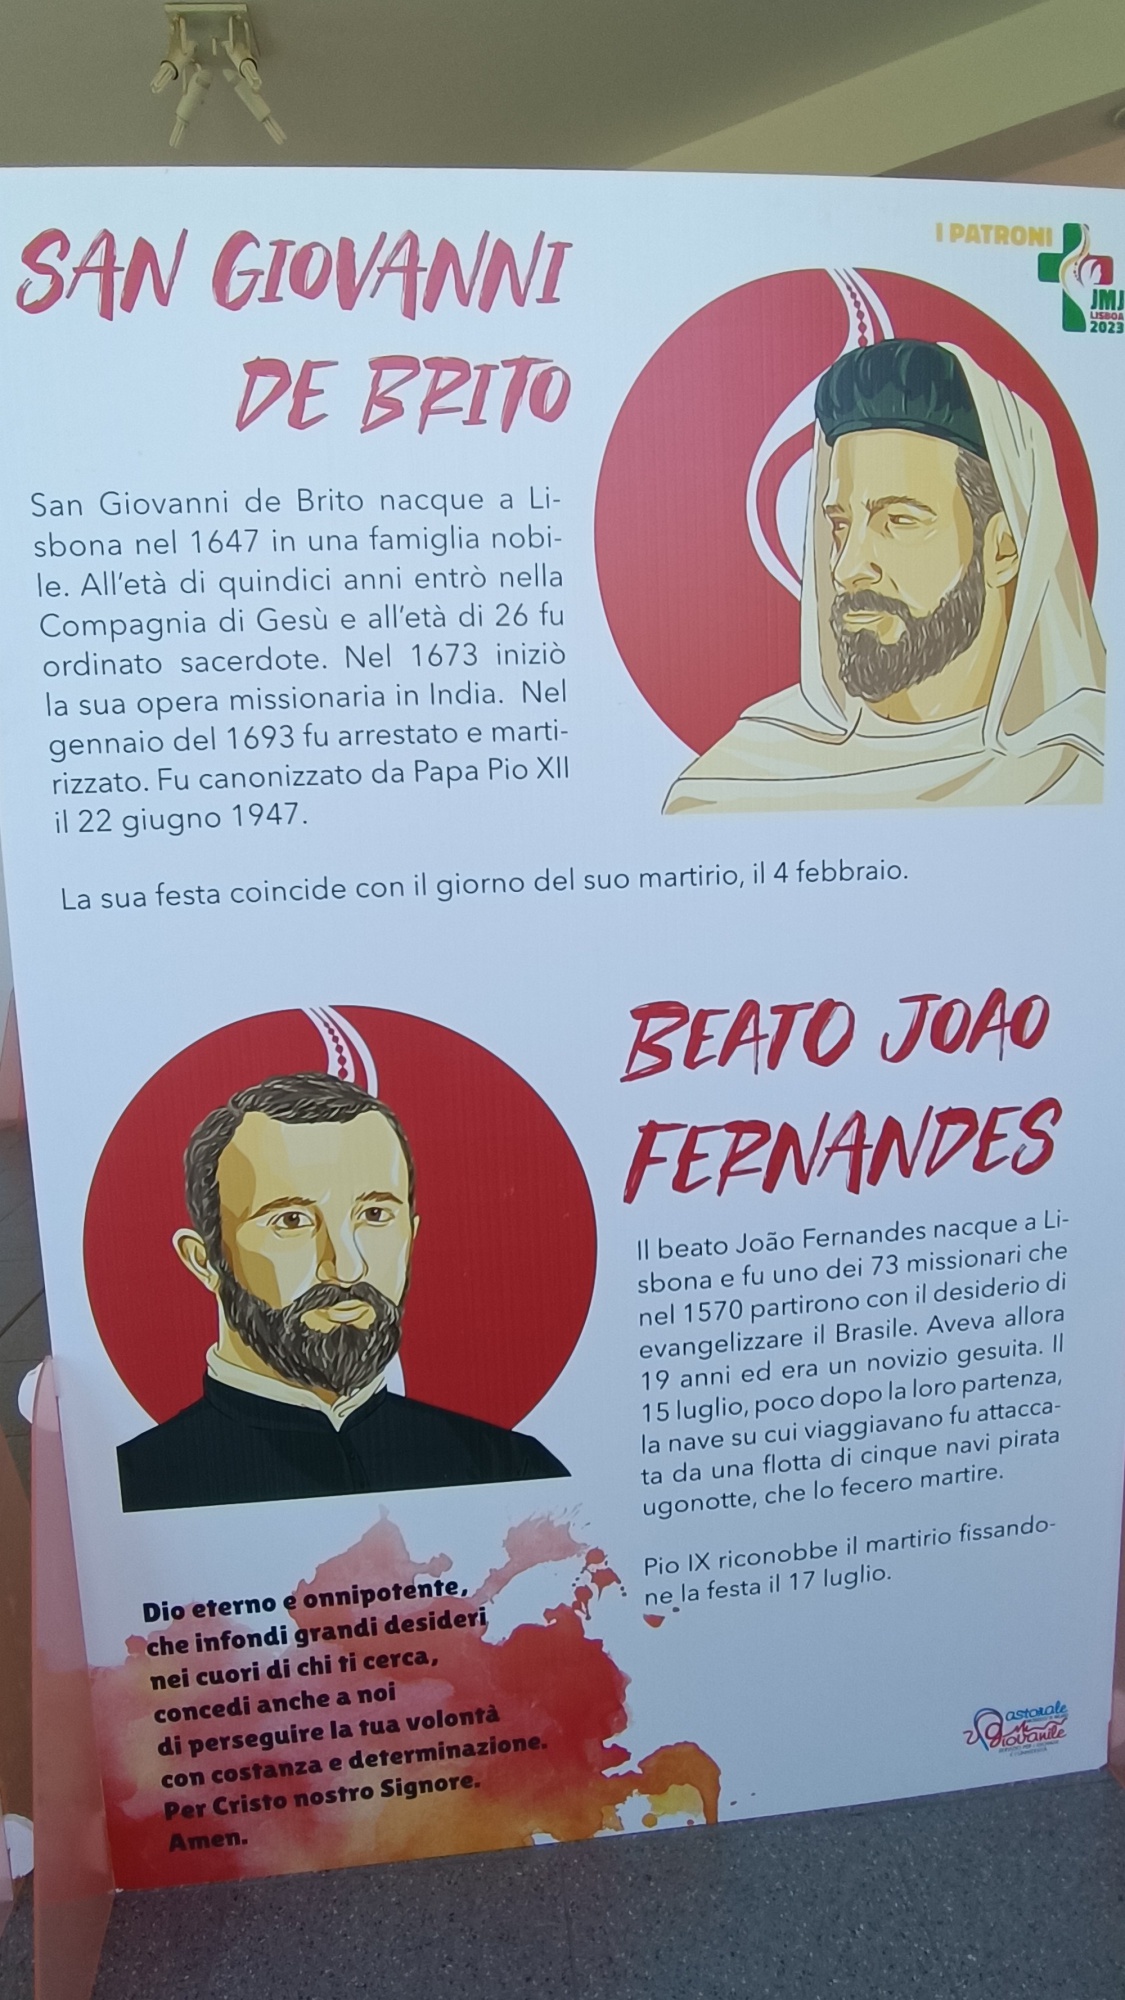 SAN GIOVANNI
DE BRITO
I PATRONI
JMJ
LISBOA
2023
San Giovanni de Brito nacque a Li-
sbona nel 1647 in una famiglia nobi-
le. All'età di quindici anni entrò nella
Compagnia di Gesù e all'età di 26 fu
ordinato sacerdote. Nel 1673 iniziò
la sua opera missionaria in India. Nel
gennaio del 1693 fu arrestato e marti-
rizzato. Fu canonizzato da Papa Pio XII
il 22 giugno 1947.
La sua festa coincide con il giorno del suo martirio, il 4 febbraio.
BEATO JOAO
FERNANDES
Il beato João Fernandes nacque a Li-
sbona e fu uno dei 73 missionari che
nel 1570 partirono con il desiderio di
evangelizzare il Brasile. Aveva allora
19 anni ed era un novizio gesuita. Il
15 luglio, poco dopo la loro partenza,
la nave su cui viaggiavano fu attacca-
ta da una flotta di cinque navi pirata
ugonotte, che lo fecero martire.
Pio IX riconobbe il martirio fissando-
ne la festa il 17 luglio.
Dio eterno e onnipotente,
che infondi grandi desideri
nei cuori di chi ti cerca,
concedi anche a noi
di perseguire la tua volontà
con costanza e determinazione.
Per Cristo nostro Signore.
Amen.
Pastorale
Giovanile